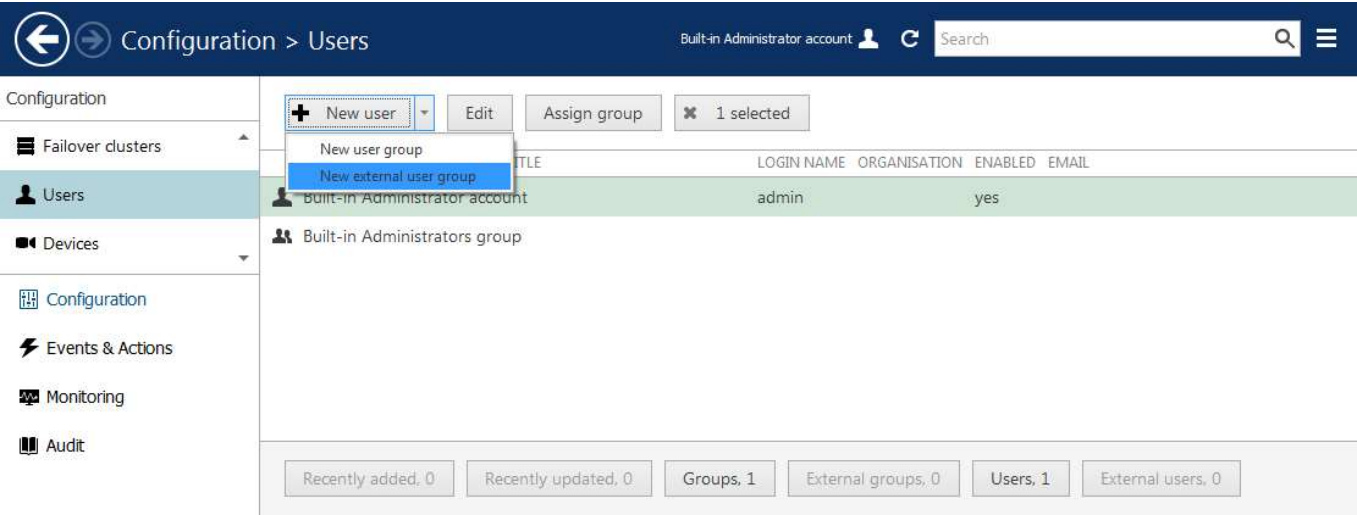 Configuration > Users
Built-in Administrator account
Search
Configuration
Failover clusters
Users
Devices
Configuration
Events & Actions
Monitoring
Audit
New user
Edit
Assign group
1 selected
New user group
New external user group
TLE LOGIN NAME ORGANISATION ENABLED EMAIL
Built-in Administrator account admin yes
Built-in Administrators group
Recently added, 0
Recently updated, 0
Groups, 1
External groups, 0
Users, 1
External users, 0